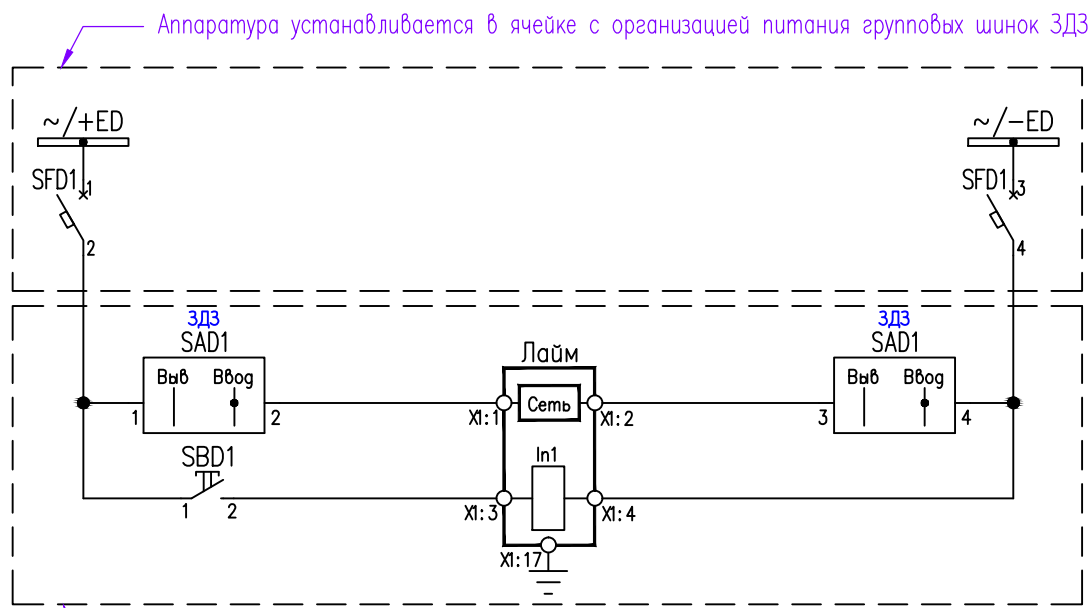 Аппаратура устанавливается в ячейке с организацией питания групповых шинок ЗДЗ
~/+ED ~/-ED
SFD1 1 SFD1 3
2 4
ЗДЗ ЗДЗ
SAD1 SAD1
Лайм
Выв Ввод Выв Ввод
Сеть
1 2 X1:1 X1:2 3 4
SBD1
In1
1 2 X1:3 X1:4
X1:17